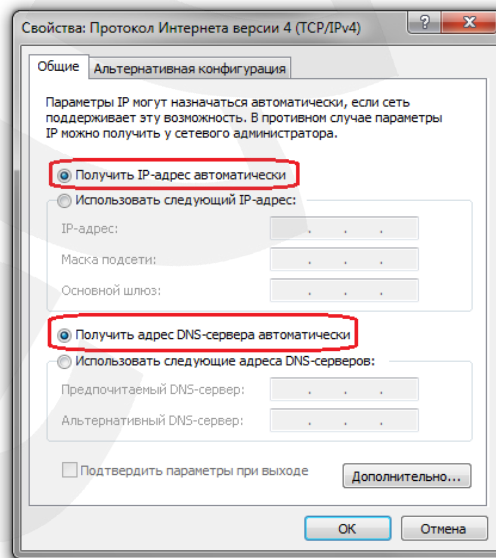 Свойства: Протокол Интернета версии 4 (TCP/IPv4)
Общие
Альтернативная конфигурация
Параметры IP могут назначаться автоматически, если сеть
поддерживает эту возможность. В противном случае параметры
IP можно получить у сетевого администратора.
Получить IP-адрес автоматически
Использовать следующий IP-адрес:
IP-адрес:
Маска подсети:
Основной шлюз:
Получить адрес DNS-сервера автоматически
Использовать следующие адреса DNS-серверов:
Предпочитаемый DNS-сервер:
Альтернативный DNS-сервер:
Подтвердить параметры при выходе
Дополнительно...
ОК
Отмена